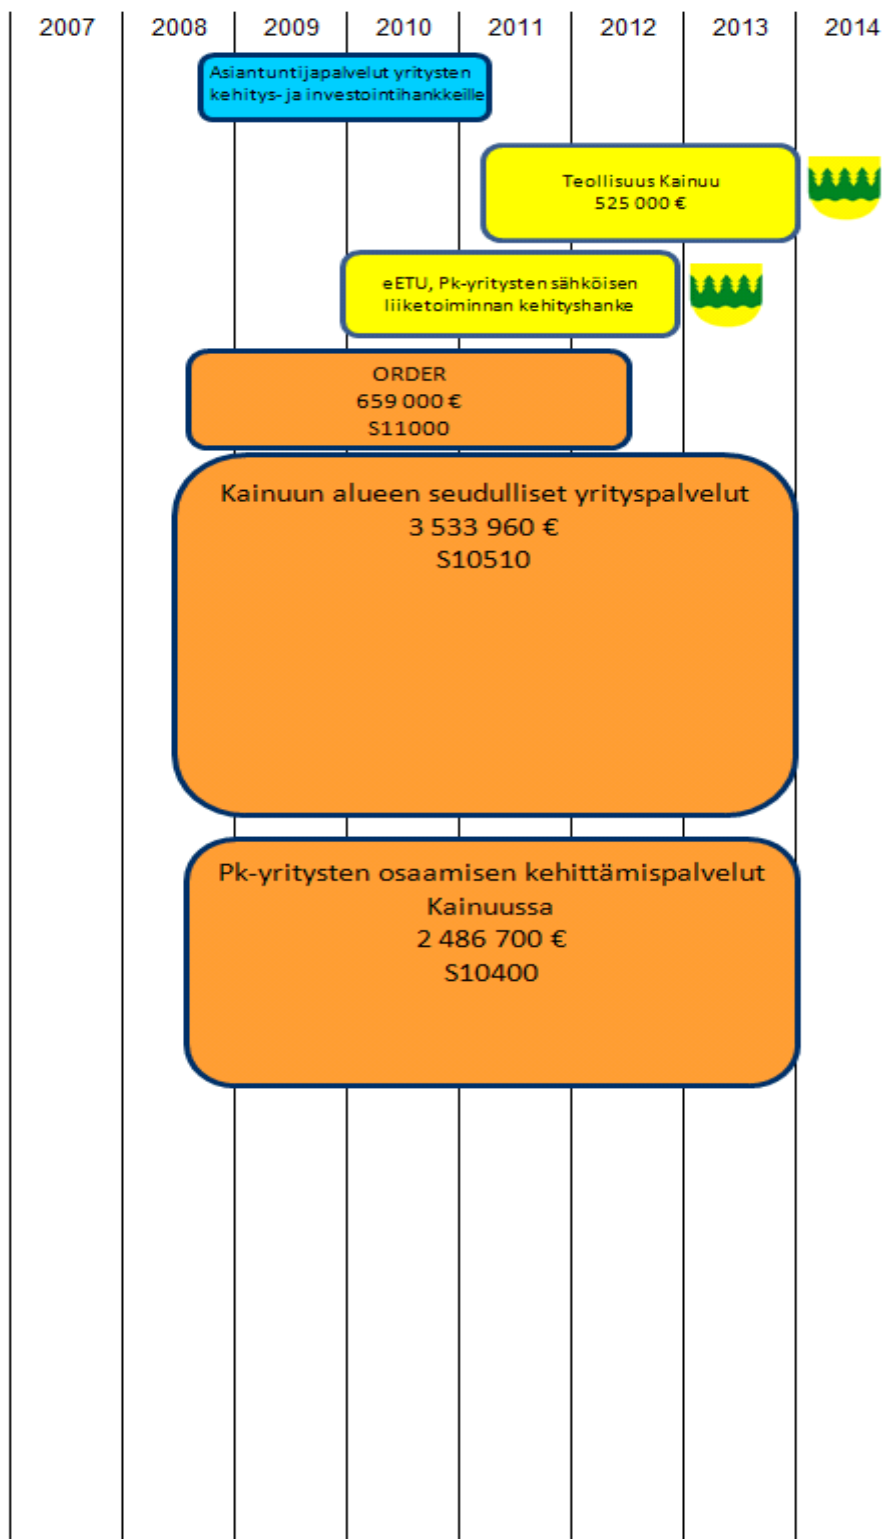 2007 2008 2009 2010 2011 2012 2013 2014
Asiantuntijapalvelut yritysten
kehitys- ja investointihankkeille
Teollisuus Kainuu
525 000 €
eETU, Pk-yritysten sähköisen
liiketoiminnan kehityshanke
ORDER
659 000 €
S11000
Kainuun alueen seudulliset yrityspalvelut
3 533 960 €
S10510
Pk-yritysten osaamisen kehittämispalvelut
Kainuussa
2 486 700 €
S10400